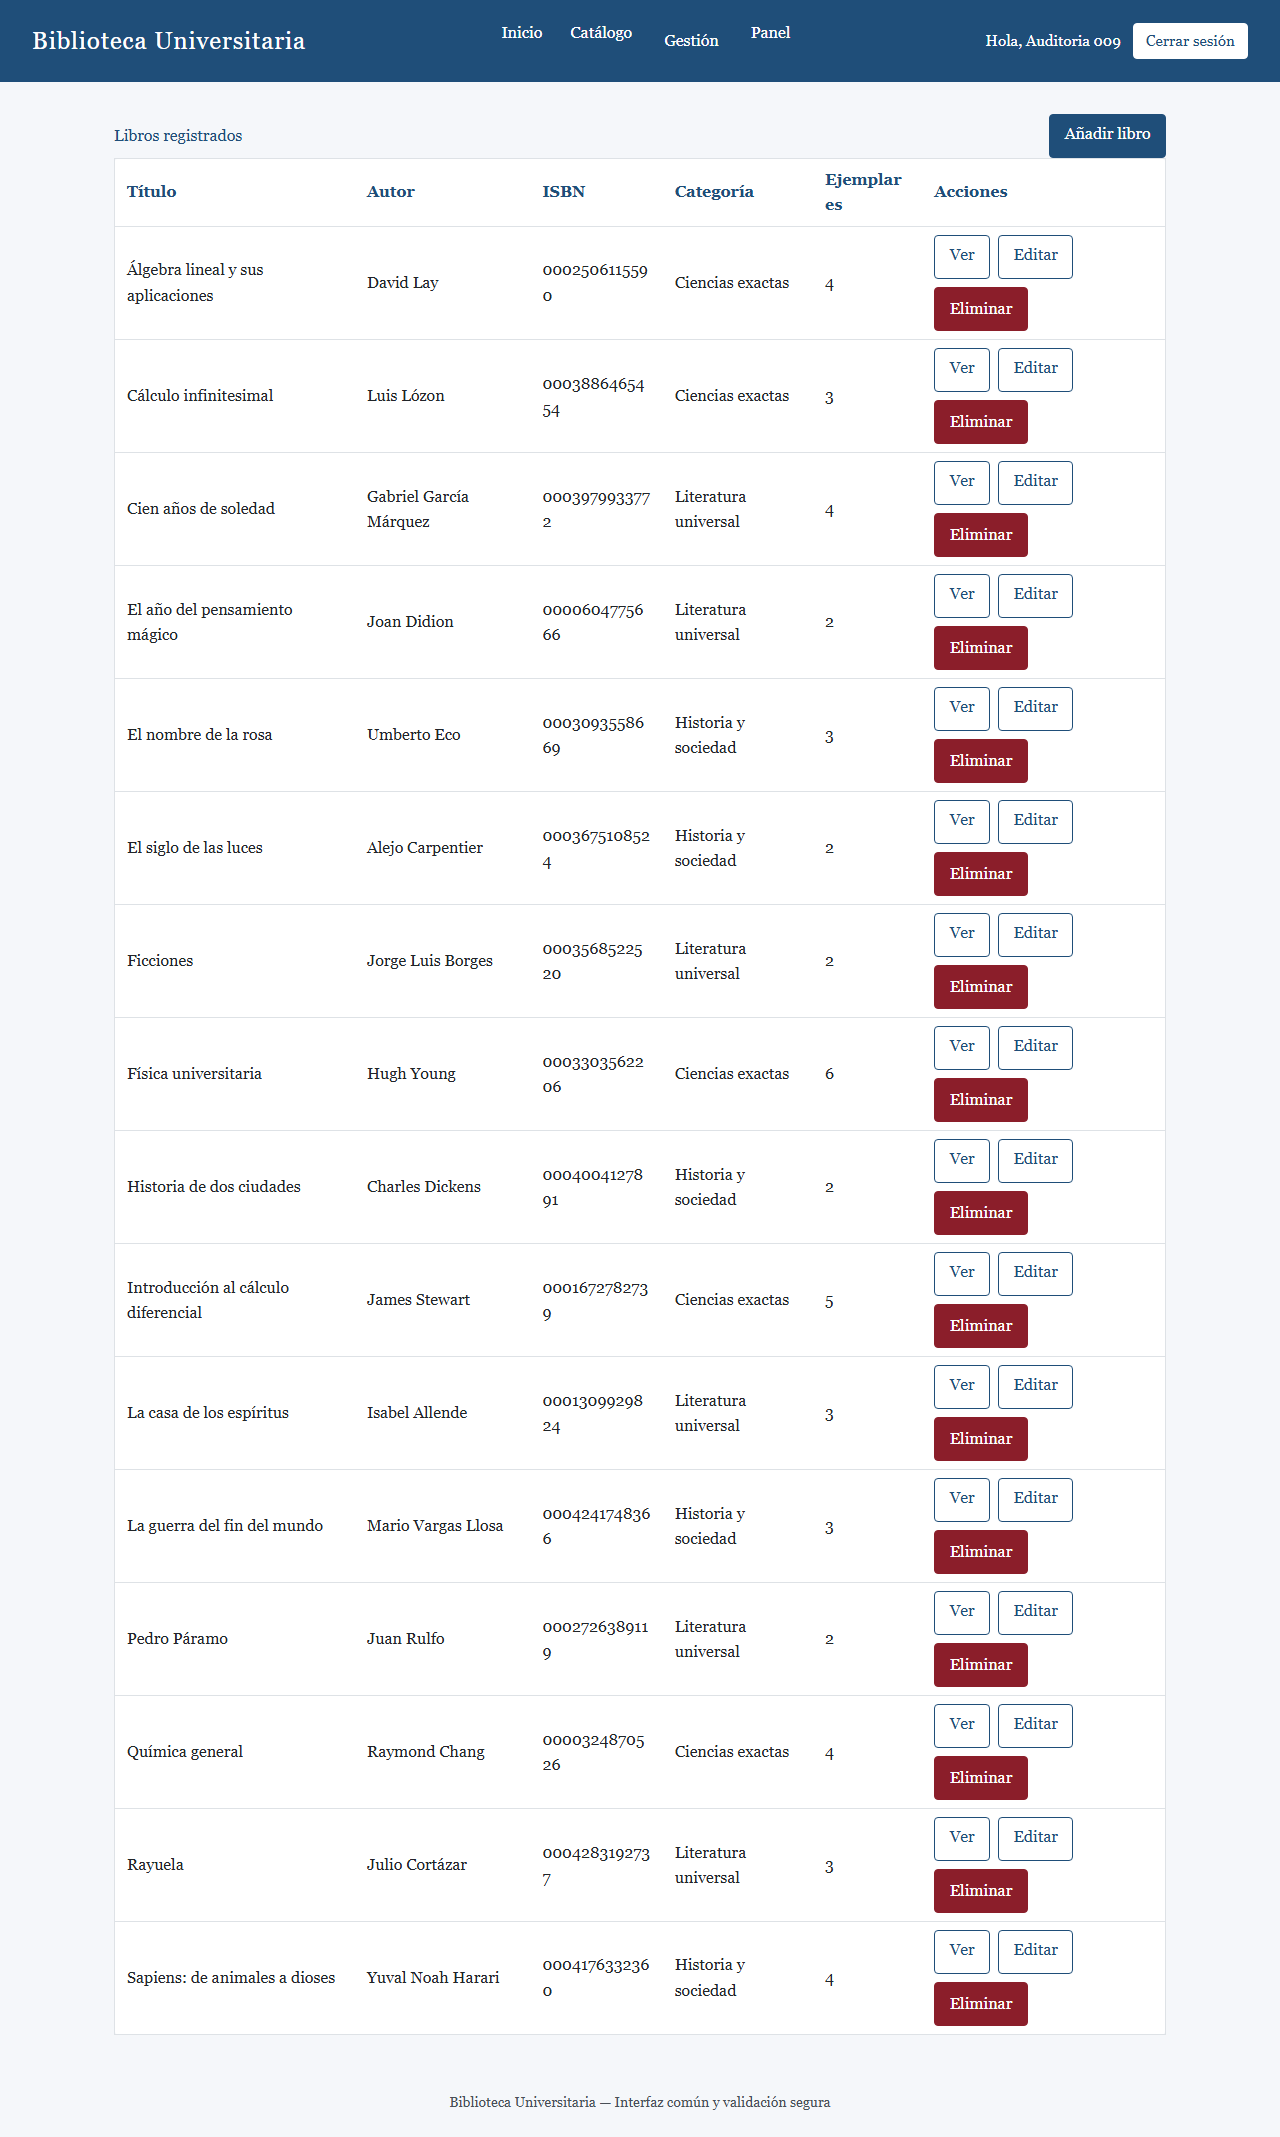 Biblioteca Universitaria
Inicio Catálogo Gestión Panel
Hola, Auditoria 009 Cerrar sesión
Libros registrados Añadir libro
Título Autor ISBN Categoría Ejemplar Acciones
es
Álgebra lineal y sus David Lay 000250611559 Ciencias exactas 4 Ver Editar
aplicaciones 0 Eliminar
Cálculo infinitesimal Luis Lózon 00038864654 Ciencias exactas 3 Ver Editar
54 Eliminar
Cien años de soledad Gabriel García 000397993377 Literatura 4 Ver Editar
Márquez 2 universal Eliminar
El año del pensamiento Joan Didion 00006047756 Literatura 2 Ver Editar
mágico 66 universal Eliminar
El nombre de la rosa Umberto Eco 00030935586 Historia y 3 Ver Editar
69 sociedad Eliminar
El siglo de las luces Alejo Carpentier 000367510852 Historia y 2 Ver Editar
4 sociedad Eliminar
Ficciones Jorge Luis Borges 00035685225 Literatura 2 Ver Editar
20 universal Eliminar
Física universitaria Hugh Young 00033035622 Ciencias exactas 6 Ver Editar
06 Eliminar
Historia de dos ciudades Charles Dickens 00040041278 Historia y 2 Ver Editar
91 sociedad Eliminar
Introducción al cálculo James Stewart 000167278273 Ciencias exactas 5 Ver Editar
diferencial 9 Eliminar
La casa de los espíritus Isabel Allende 00013099298 Literatura 3 Ver Editar
24 universal Eliminar
La guerra del fin del mundo Mario Vargas Llosa 000424174836 Historia y 3 Ver Editar
6 sociedad Eliminar
Pedro Páramo Juan Rulfo 000272638911 Literatura 2 Ver Editar
9 universal Eliminar
Química general Raymond Chang 00003248705 Ciencias exactas 4 Ver Editar
26 Eliminar
Rayuela Julio Cortázar 000428319273 Literatura 3 Ver Editar
7 universal Eliminar
Sapiens: de animales a dioses Yuval Noah Harari 000417633236 Historia y 4 Ver Editar
0 sociedad Eliminar
Biblioteca Universitaria — Interfaz común y validación segura